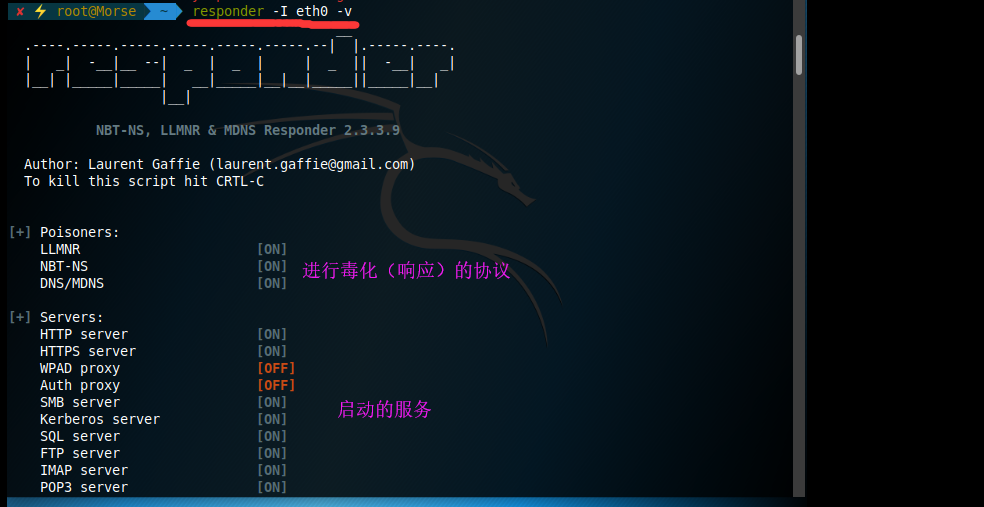 ✘ ⚡ root@Morse ~ responder -I eth0 -v
NBT-NS, LLMNR & MDNS Responder 2.3.3.9
Author: Laurent Gaffie (laurent.gaffie@gmail.com)
To kill this script hit CRTL-C
[+] Poisoners:
LLMNR [ON]
NBT-NS [ON] 进行毒化（响应）的协议
DNS/MDNS [ON]
[+] Servers:
HTTP server [ON]
HTTPS server [ON]
WPAD proxy [OFF]
Auth proxy [OFF]
SMB server [ON] 启动的服务
Kerberos server [ON]
SQL server [ON]
FTP server [ON]
IMAP server [ON]
POP3 server [ON]